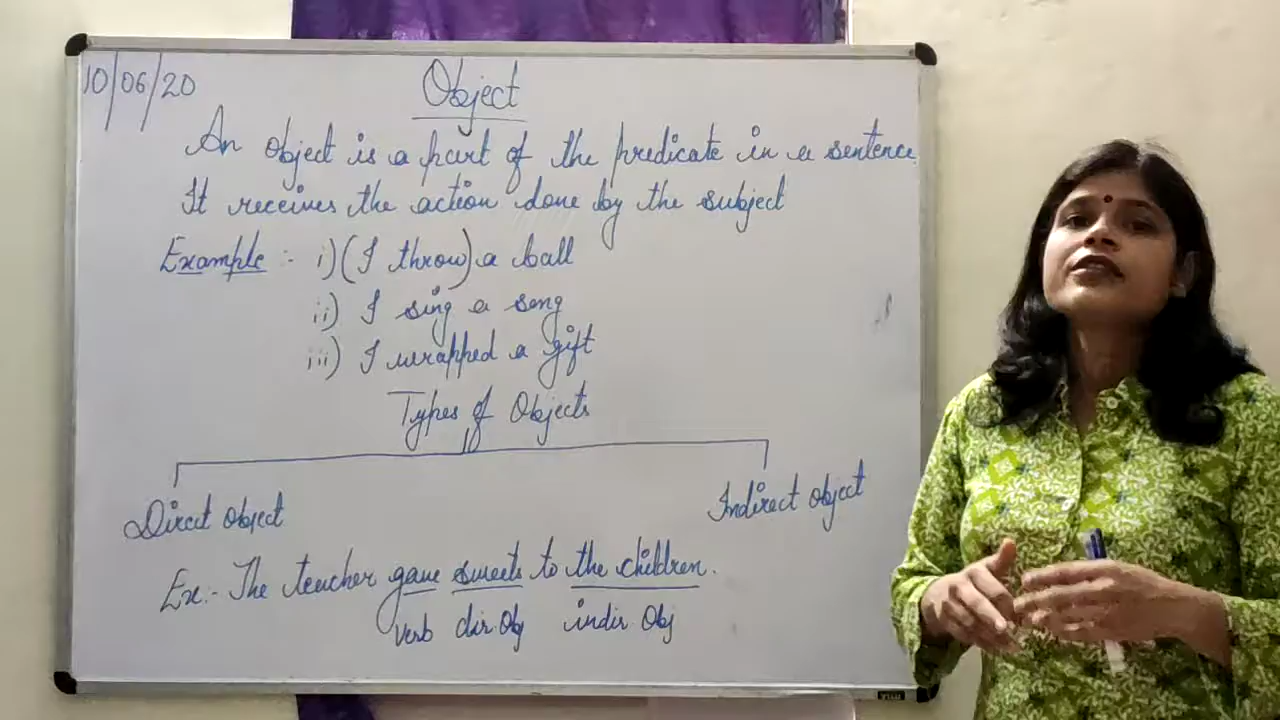 10/06/20
Object
An object is a part of the predicate in a sentence.
It receives the action done by the subject
Example :- i) (I throw) a ball
ii) I sing a song
iii) I wrapped a gift
Types of Objects
Direct object
Indirect object
Ex:- The teacher gave sweets to the children.
verb dir. Obj indir. Obj